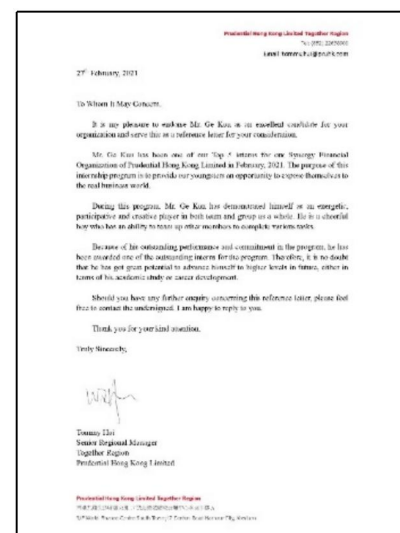 Prudential Hong Kong Limited Together Region
27th February, 2021
To Whom It May Concern,
It is my pleasure to endorse Mr. Ge Kuo as an excellent candidate for your
organization and serve this as a reference letter for your consideration.
Mr. Ge Kuo has been one of our Top 5 interns for our Synergy Financial
Organization of Prudential Hong Kong Limited in February, 2021. The purpose of this
internship program is to provide our youngsters an opportunity to expose themselves to
the real business world.
During this program, Mr. Ge Kuo has demonstrated himself as an energetic,
participative and creative player in both team and group as a whole. He is a cheerful
boy who has an ability to team up other members to complete various tasks.
Because of his outstanding performance and commitment in the program, he has
been awarded one of the outstanding intern for the program. Therefore, it is no doubt
that he has got great potential to advance himself to higher levels in future, either in
terms of his academic study or career development.
Should you have any further enquiry concerning this reference letter, please feel
free to contact the undersigned. I am happy to reply to you.
Thank you for your kind attention.
Truly Sincerely,
Tommy Hui
Senior Regional Manager
Together Region
Prudential Hong Kong Limited
Prudential Hong Kong Limited Together Region